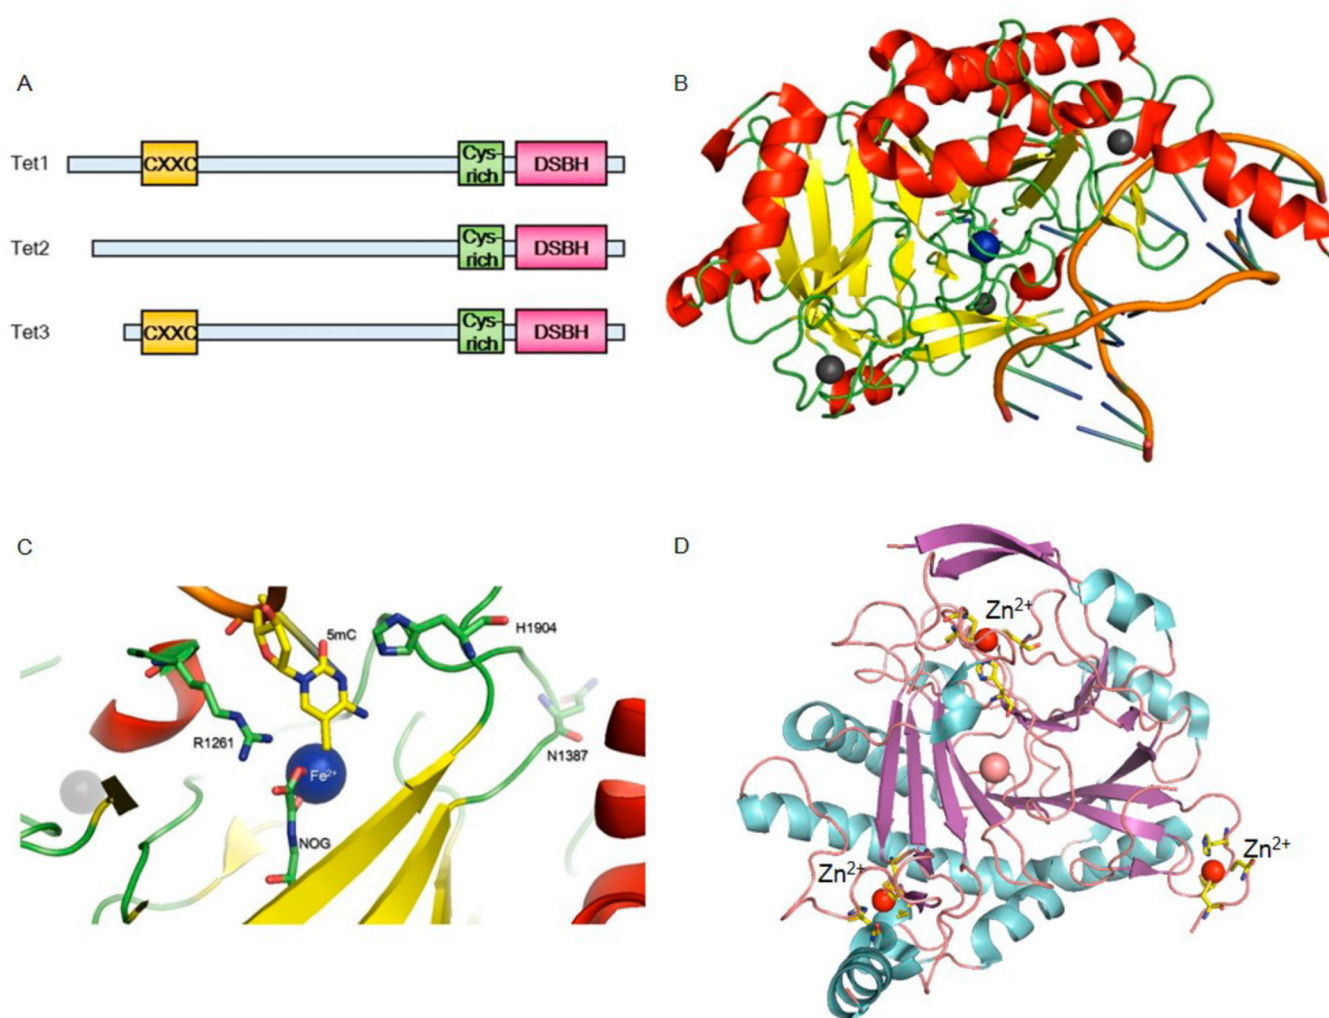 A
Tet1
CXXC
Cys-
rich
DSBH
Tet2
Cys-
rich
DSBH
Tet3
CXXC
Cys-
rich
DSBH
B
C
5mC
H1904
R1261
N1387
Fe²⁺
NOG
D
Zn²⁺
Zn²⁺
Zn²⁺